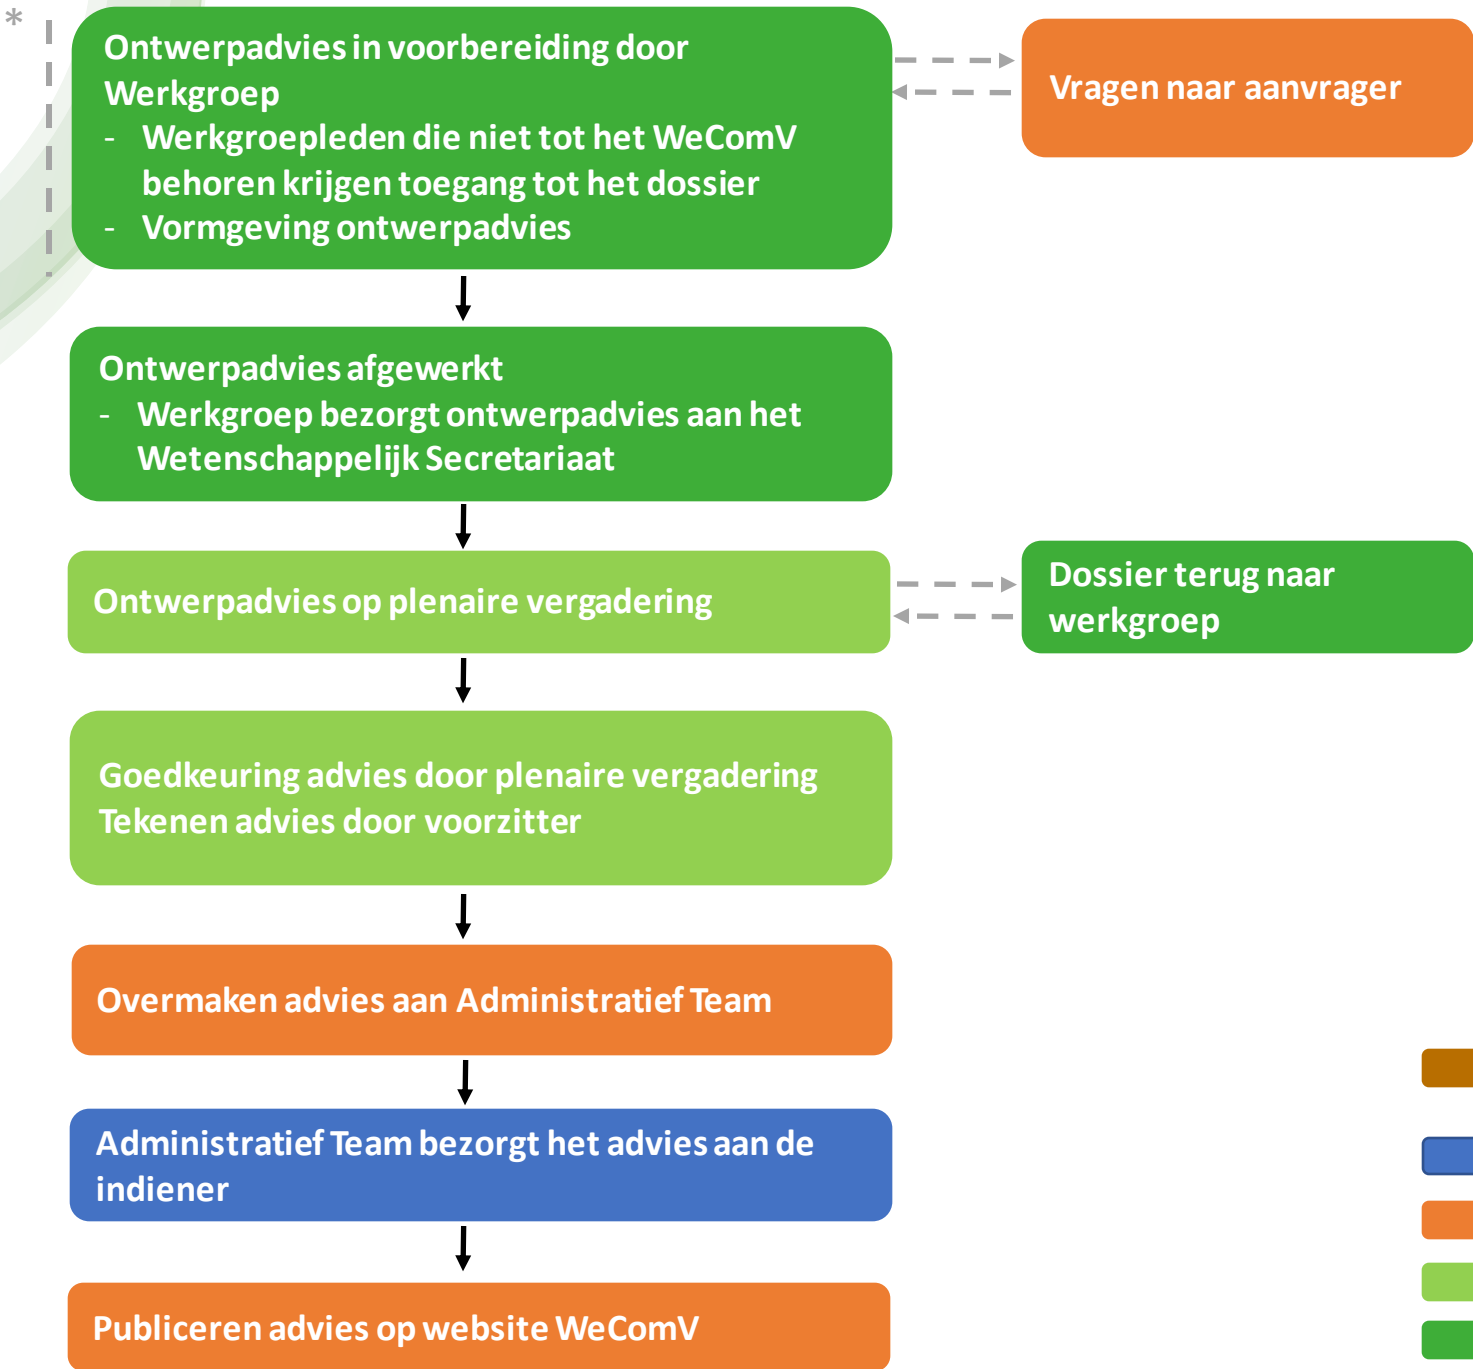 *
Ontwerpadvies in voorbereiding door
Werkgroep
- Werkgroepleden die niet tot het WeComV
behoren krijgen toegang tot het dossier
- Vormgeving ontwerpadvies
Vragen naar aanvrager
Ontwerpadvies afgewerkt
- Werkgroep bezorgt ontwerpadvies aan het
Wetenschappelijk Secretariaat
Ontwerpadvies op plenaire vergadering
Dossier terug naar
werkgroep
Goedkeuring advies door plenaire vergadering
Tekenen advies door voorzitter
Overmaken advies aan Administratief Team
Administratief Team bezorgt het advies aan de
indiener
Publiceren advies op website WeComV